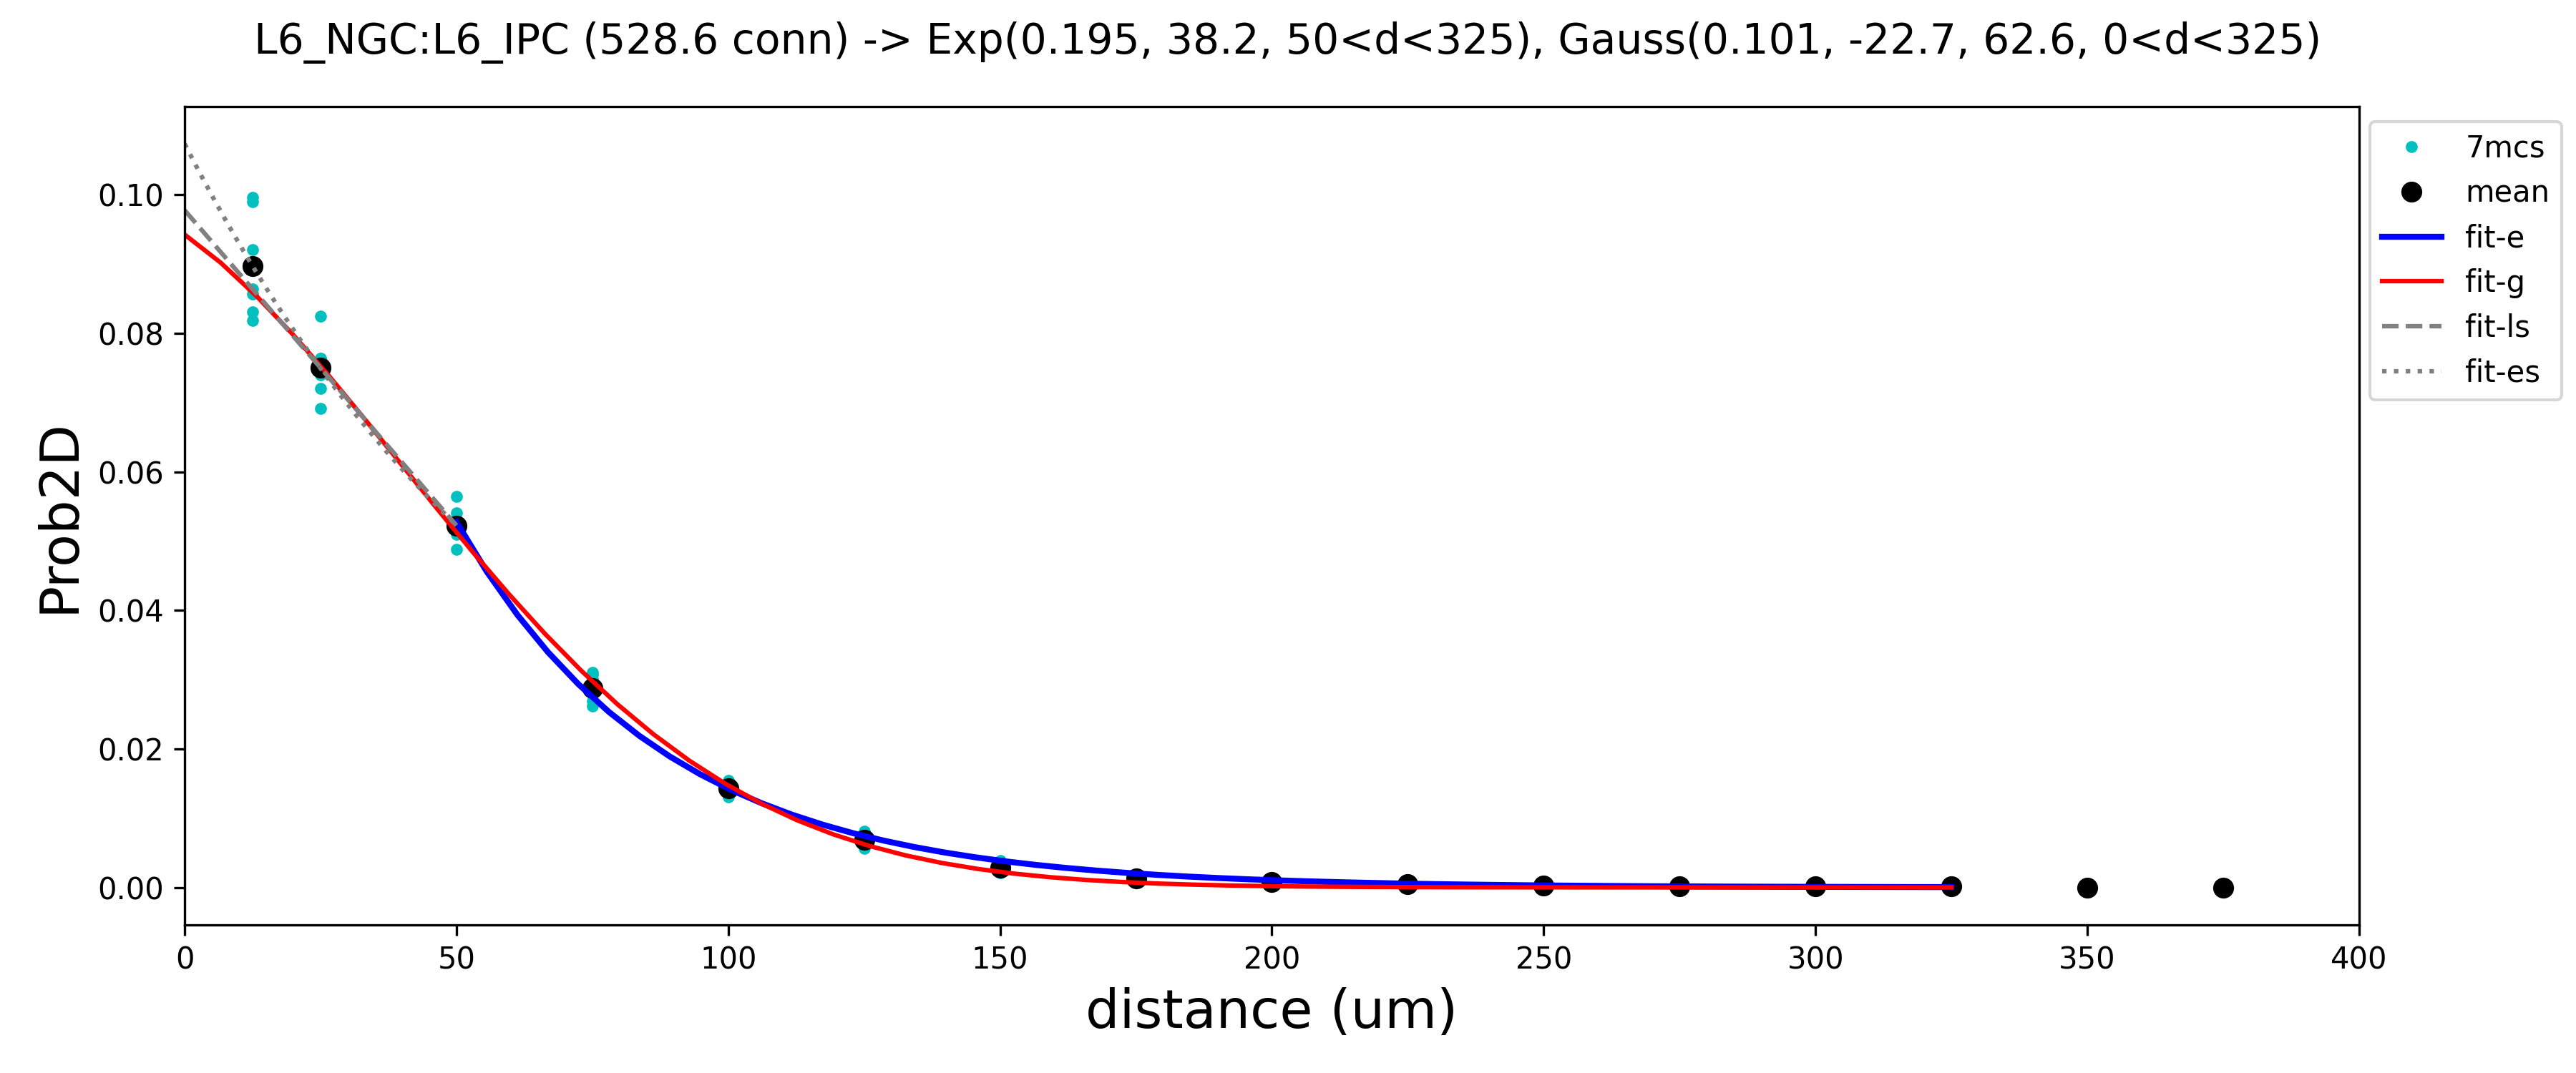 L6_NGC:L6_IPC (528.6 conn) -> Exp(0.195, 38.2, 50<d<325), Gauss(0.101, -22.7, 62.6, 0<d<325)
7mcs
mean
fit-e
fit-g
fit-ls
fit-es
Prob2D
0.10
0.08
0.06
0.04
0.02
0.00
0 50 100 150 200 250 300 350 400
distance (um)